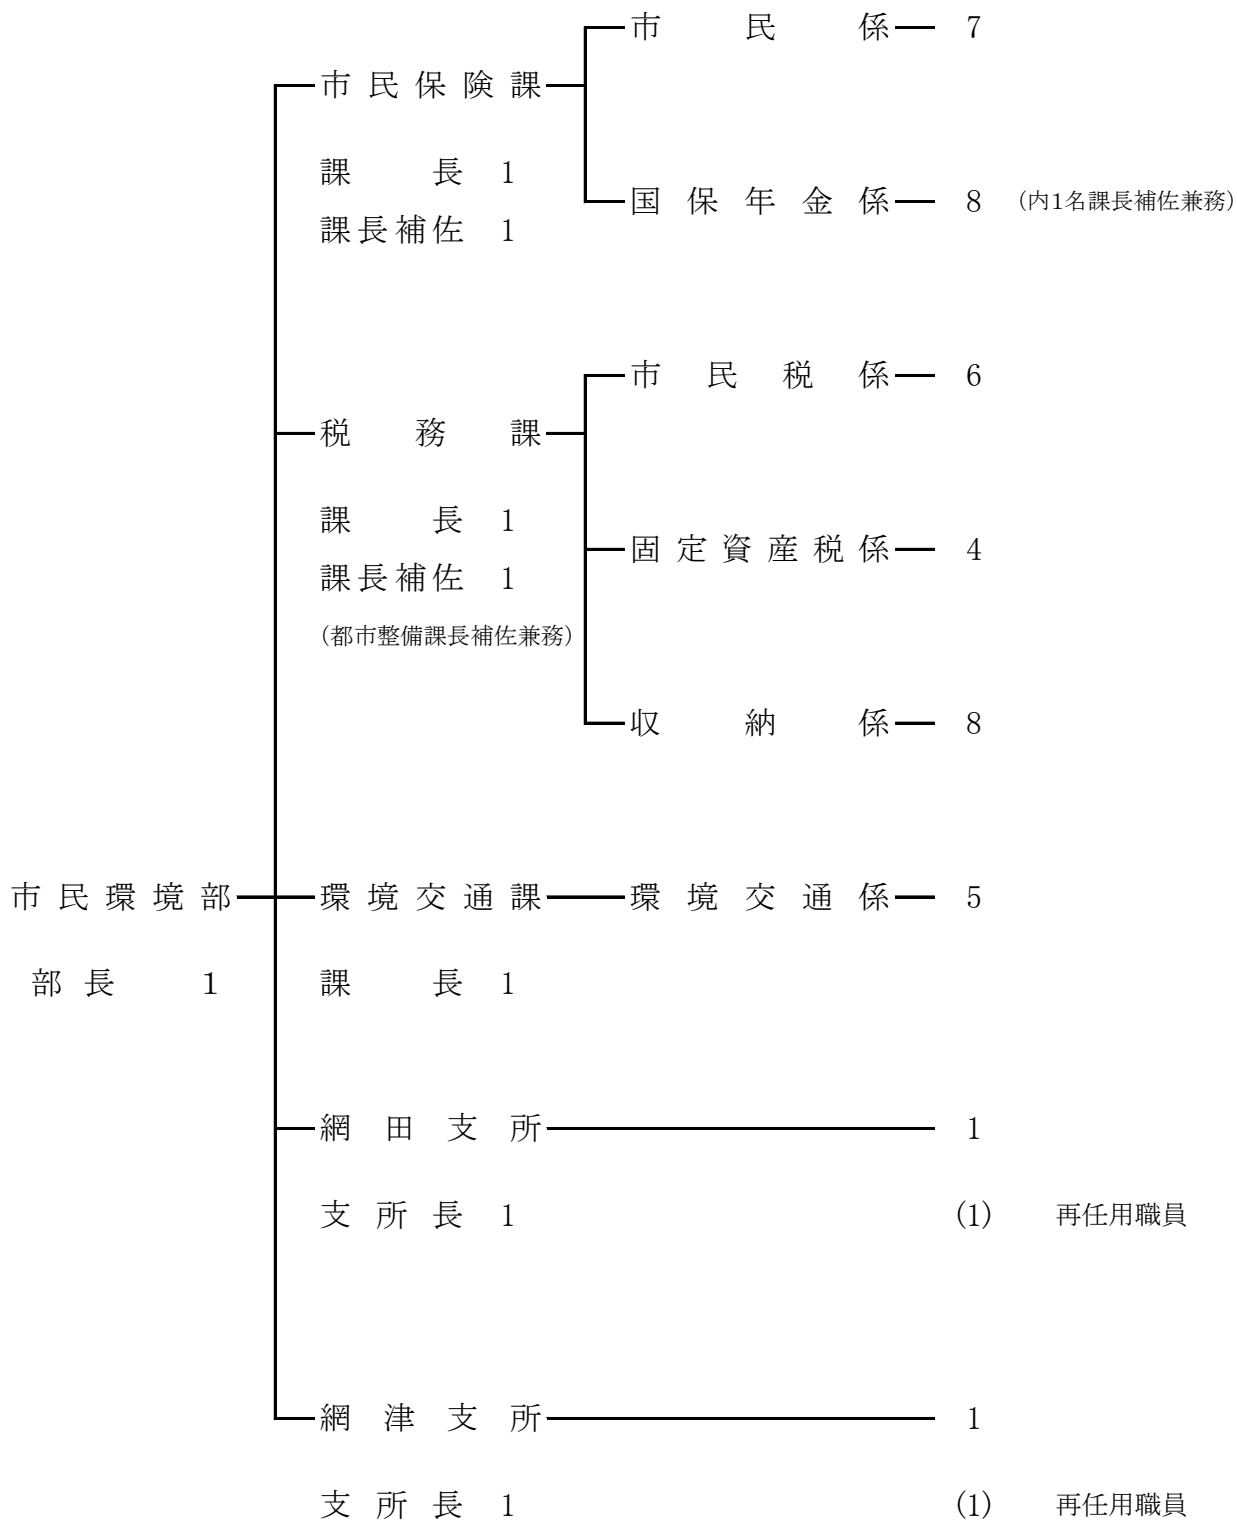 市民係 7
市民保険課
課長 1
国保年金係 8 (内1名課長補佐兼務)
課長補佐 1
市民税係 6
税務課
課長 1
固定資産税係 4
課長補佐 1
(都市整備課長補佐兼務)
収納係 8
市民環境部 環境交通課 環境交通係 5
部長 1 課長 1
網田支所 1
支所長 1 (1) 再任用職員
網津支所 1
支所長 1 (1) 再任用職員